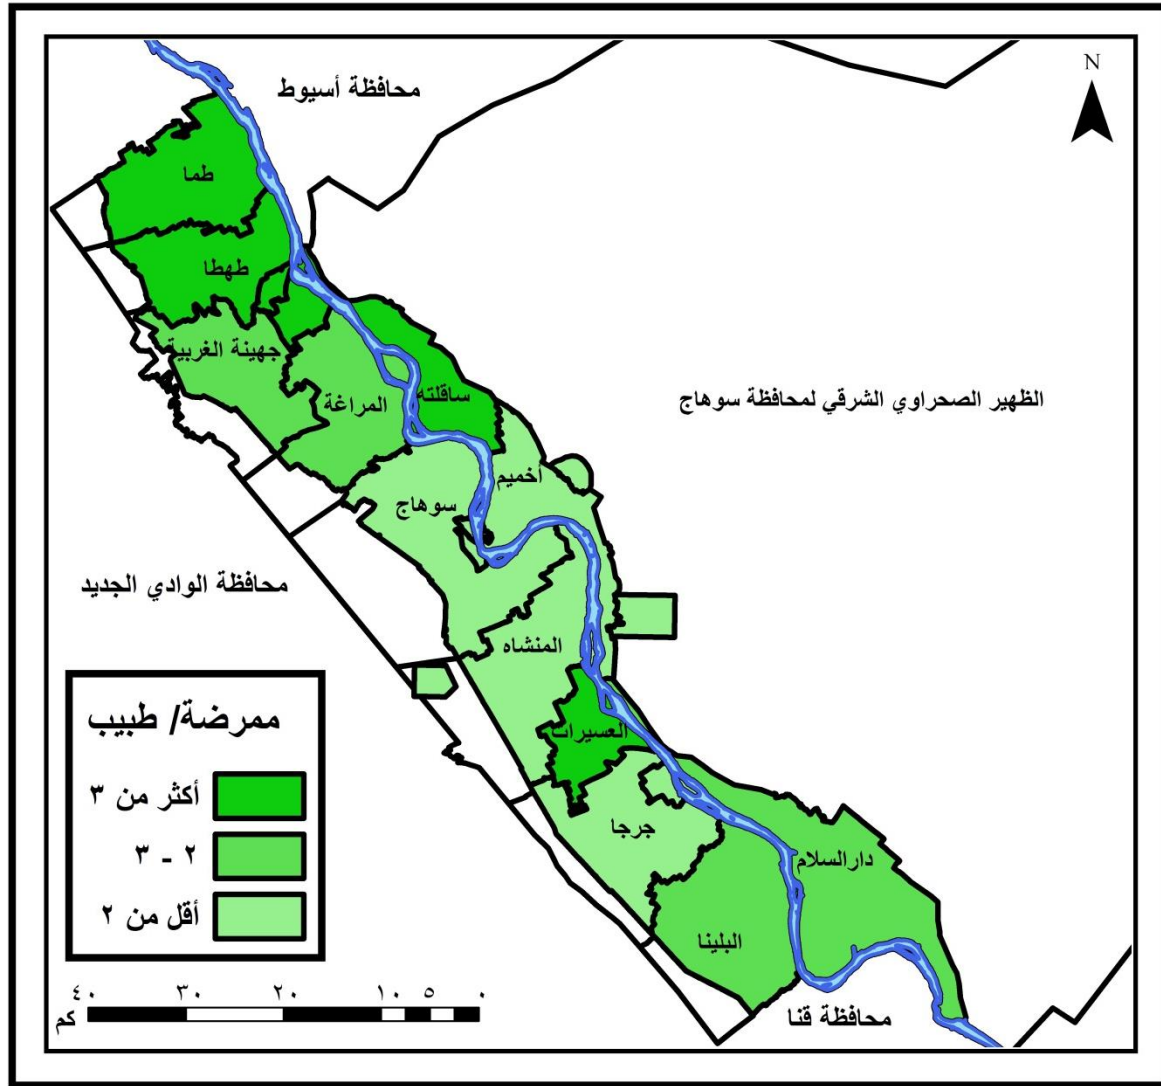 N
محافظة أسيوط
طما
طهطا
جهينة الغربية
المراغة
ساقلته
الظهير الصحراوي الشرقي لمحافظة سوهاج
أخميم
سوهاج
محافظة الوادي الجديد
المنشاه
العسيرات
جرجا
دارالسلام
البلينا
محافظة قنا
ممرضة/ طبيب
أكثر من ٣
٢ - ٣
أقل من ٢
٤٠ ٣٠ ٢٠ ١٠ ٥ ٠
كم